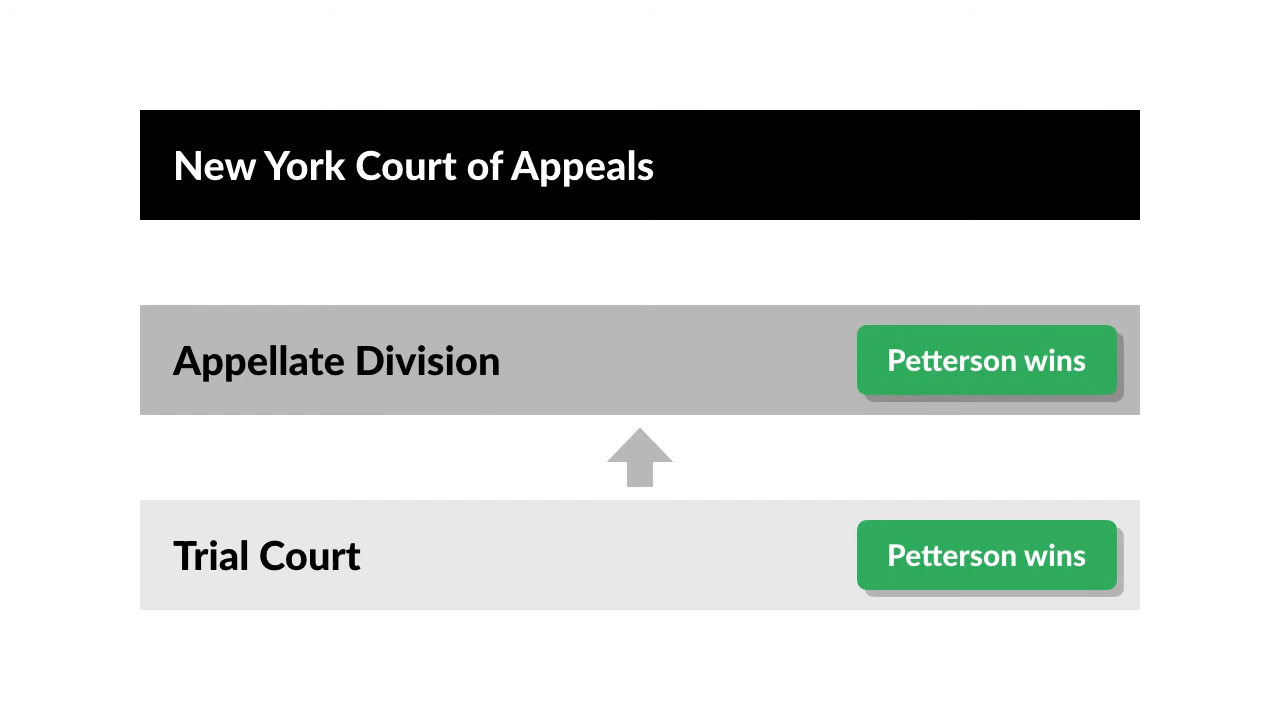 New York Court of Appeals
Appellate Division
Petterson wins
Trial Court
Petterson wins